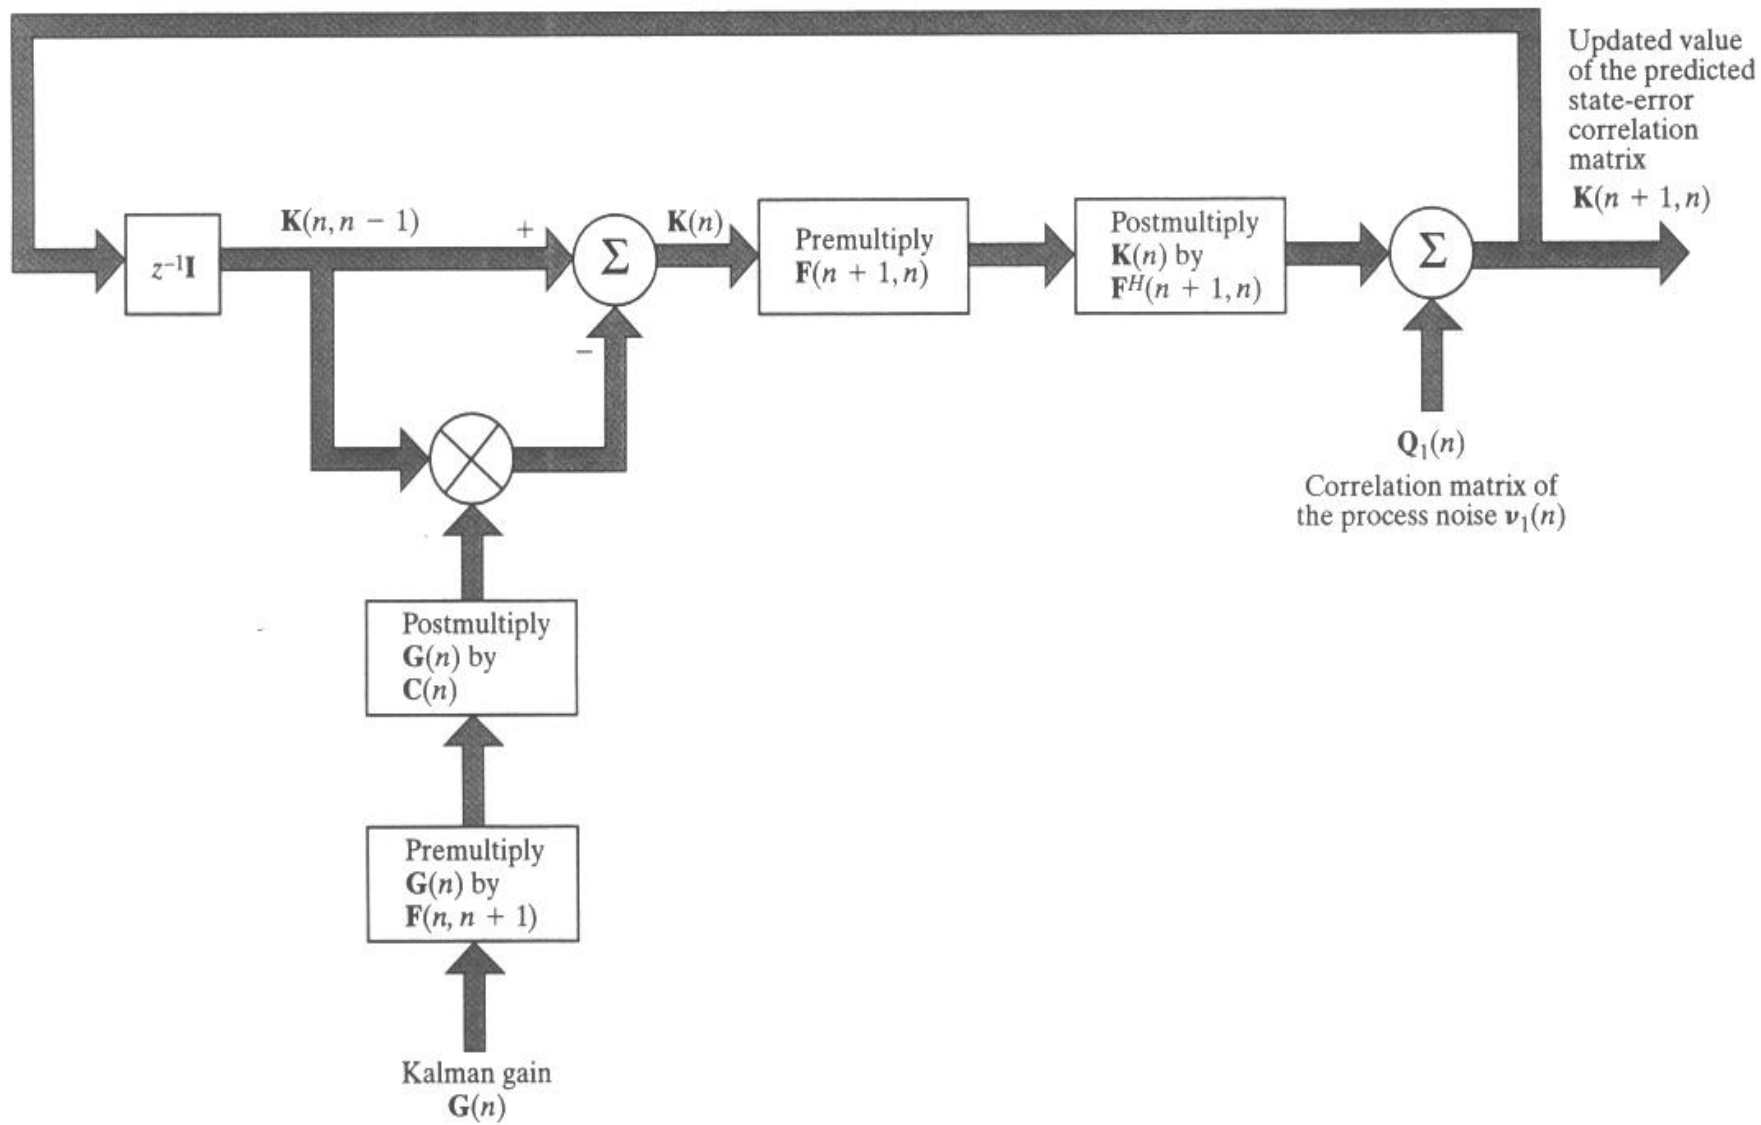 Updated value
of the predicted
state-error
correlation
matrix
K(n + 1, n)
K(n, n − 1)
+
Σ
K(n)
z⁻¹I
Premultiply
F(n + 1, n)
Postmultiply
K(n) by
Fᴴ(n + 1, n)
Σ
−
Q₁(n)
Correlation matrix of
the process noise ν₁(n)
Postmultiply
G(n) by
C(n)
Premultiply
G(n) by
F(n, n + 1)
Kalman gain
G(n)